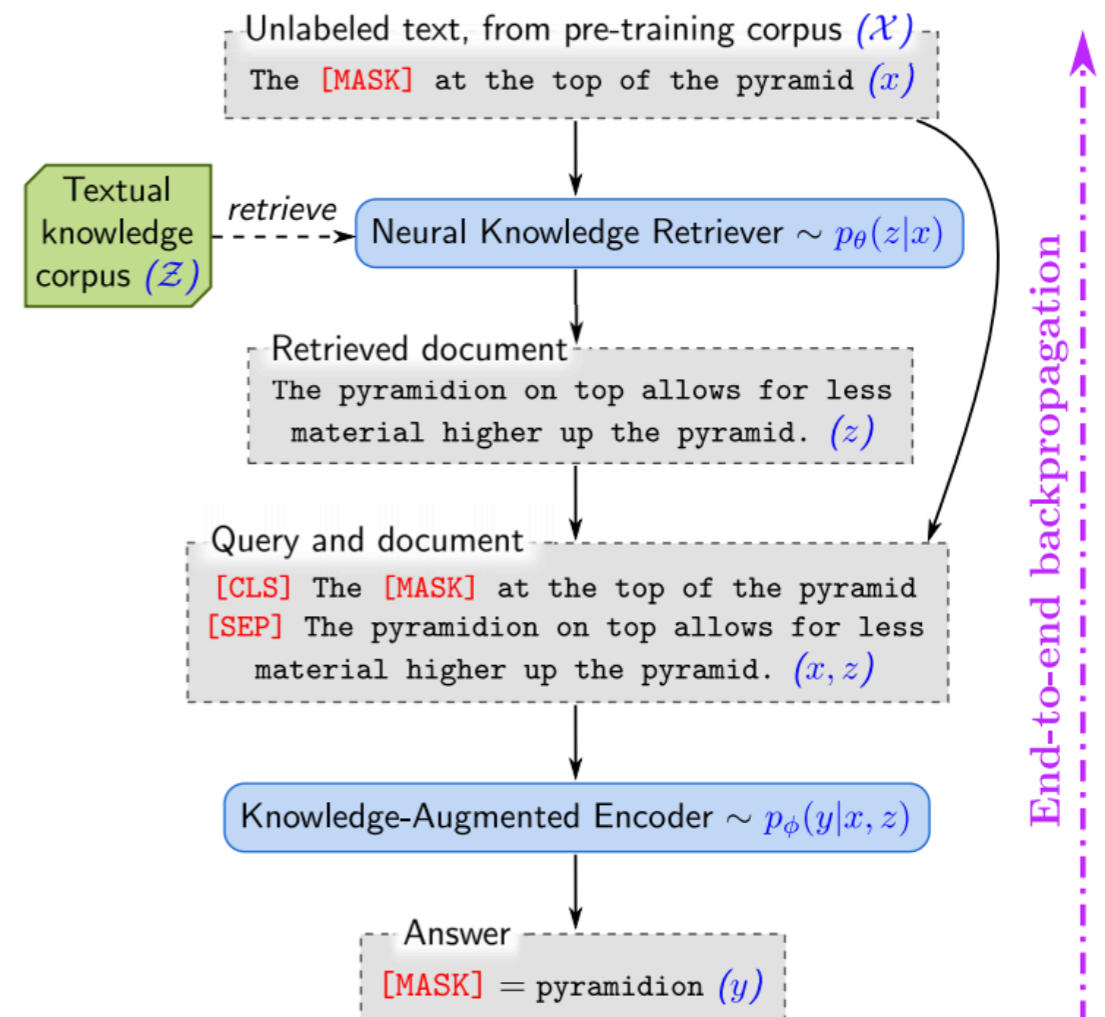 Unlabeled text, from pre-training corpus (𝒳)
The [MASK] at the top of the pyramid (x)
Textual
knowledge
corpus (𝒵)
retrieve
Neural Knowledge Retriever ∼ pθ(z|x)
Retrieved document
The pyramidion on top allows for less
material higher up the pyramid. (z)
Query and document
[CLS] The [MASK] at the top of the pyramid
[SEP] The pyramidion on top allows for less
material higher up the pyramid. (x, z)
Knowledge-Augmented Encoder ∼ pϕ(y|x, z)
Answer
[MASK] = pyramidion (y)
End-to-end backpropagation